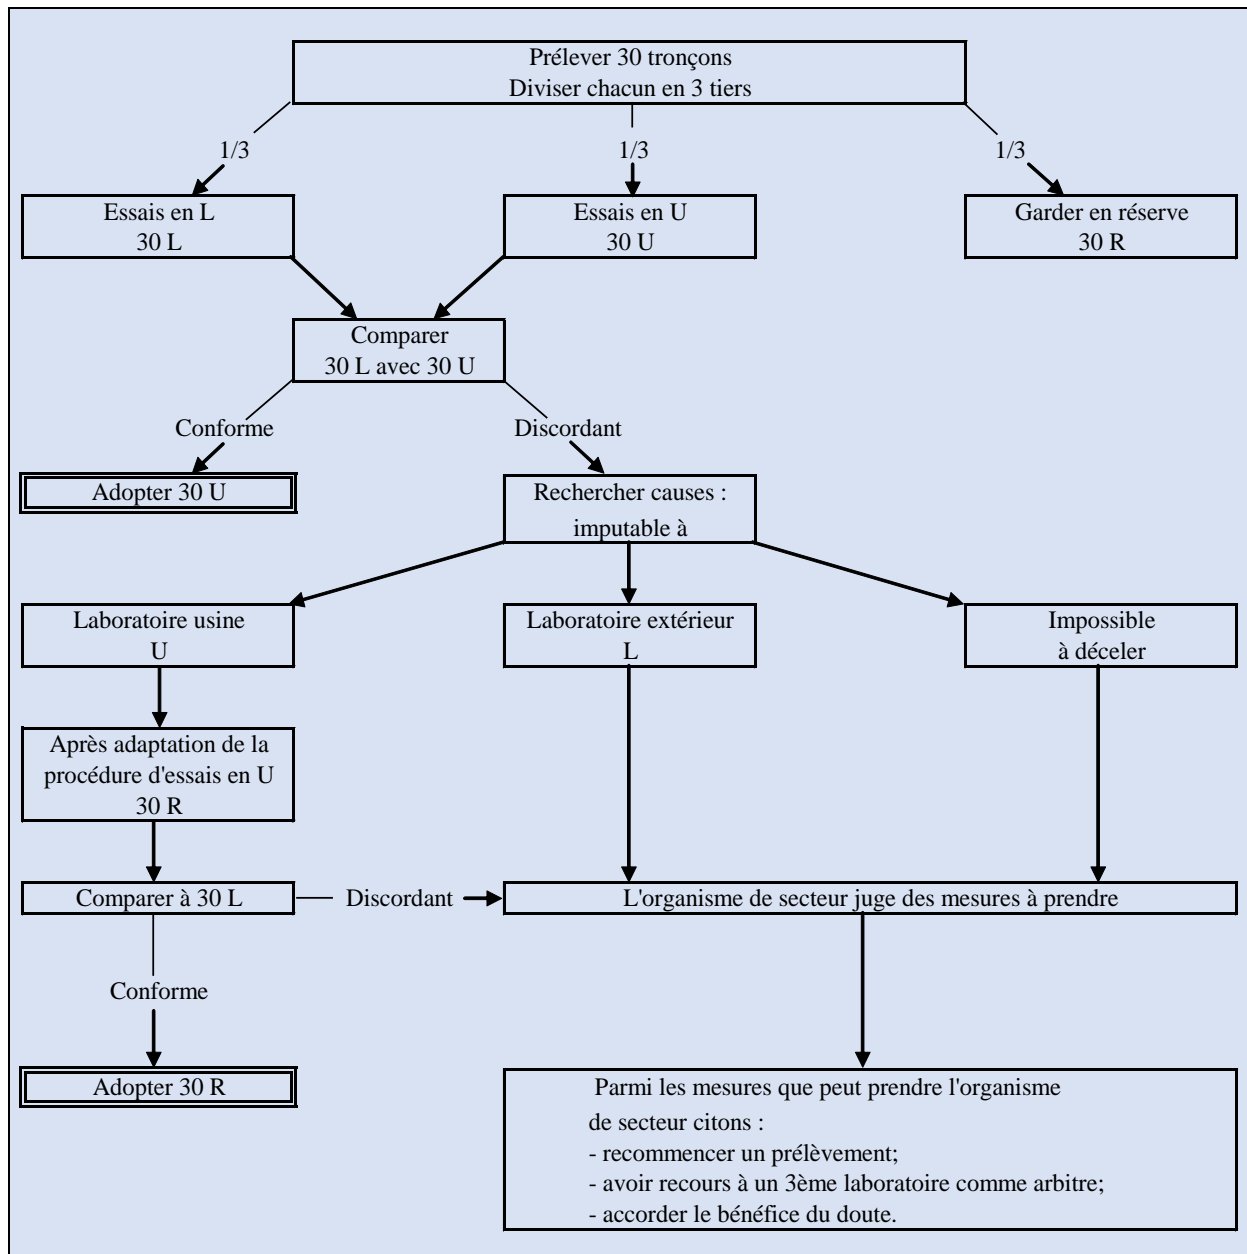 Prélever 30 tronçons
Diviser chacun en 3 tiers
1/3
1/3
1/3
Essais en L
30 L
Essais en U
30 U
Garder en réserve
30 R
Comparer
30 L avec 30 U
Conforme
Discordant
Adopter 30 U
Rechercher causes :
imputable à
Laboratoire usine
U
Laboratoire extérieur
L
Impossible
à déceler
Après adaptation de la
procédure d'essais en U
30 R
Comparer à 30 L
Discordant
L'organisme de secteur juge des mesures à prendre
Conforme
Adopter 30 R
Parmi les mesures que peut prendre l'organisme
de secteur citons :
- recommencer un prélèvement;
- avoir recours à un 3ème laboratoire comme arbitre;
- accorder le bénéfice du doute.